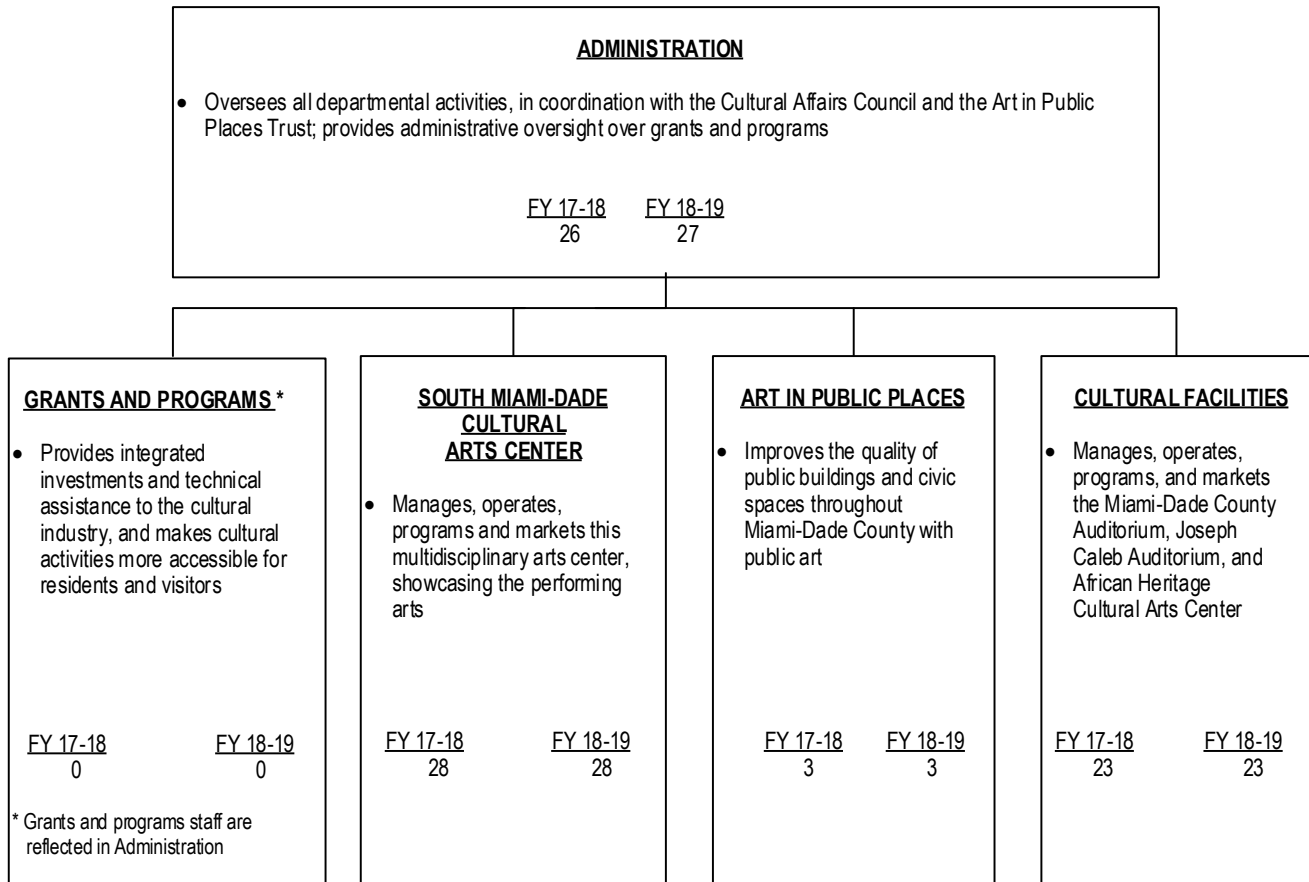 ADMINISTRATION
• Oversees all departmental activities, in coordination with the Cultural Affairs Council and the Art in Public
Places Trust; provides administrative oversight over grants and programs
FY 17-18 FY 18-19
26 27
GRANTS AND PROGRAMS *
• Provides integrated
investments and technical
assistance to the cultural
industry, and makes cultural
activities more accessible for
residents and visitors
FY 17-18 FY 18-19
0 0
* Grants and programs staff are
reflected in Administration
SOUTH MIAMI-DADE
CULTURAL
ARTS CENTER
• Manages, operates,
programs and markets this
multidisciplinary arts center,
showcasing the performing
arts
FY 17-18 FY 18-19
28 28
ART IN PUBLIC PLACES
• Improves the quality of
public buildings and civic
spaces throughout
Miami-Dade County with
public art
FY 17-18 FY 18-19
3 3
CULTURAL FACILITIES
• Manages, operates,
programs, and markets
the Miami-Dade County
Auditorium, Joseph
Caleb Auditorium, and
African Heritage
Cultural Arts Center
FY 17-18 FY 18-19
23 23